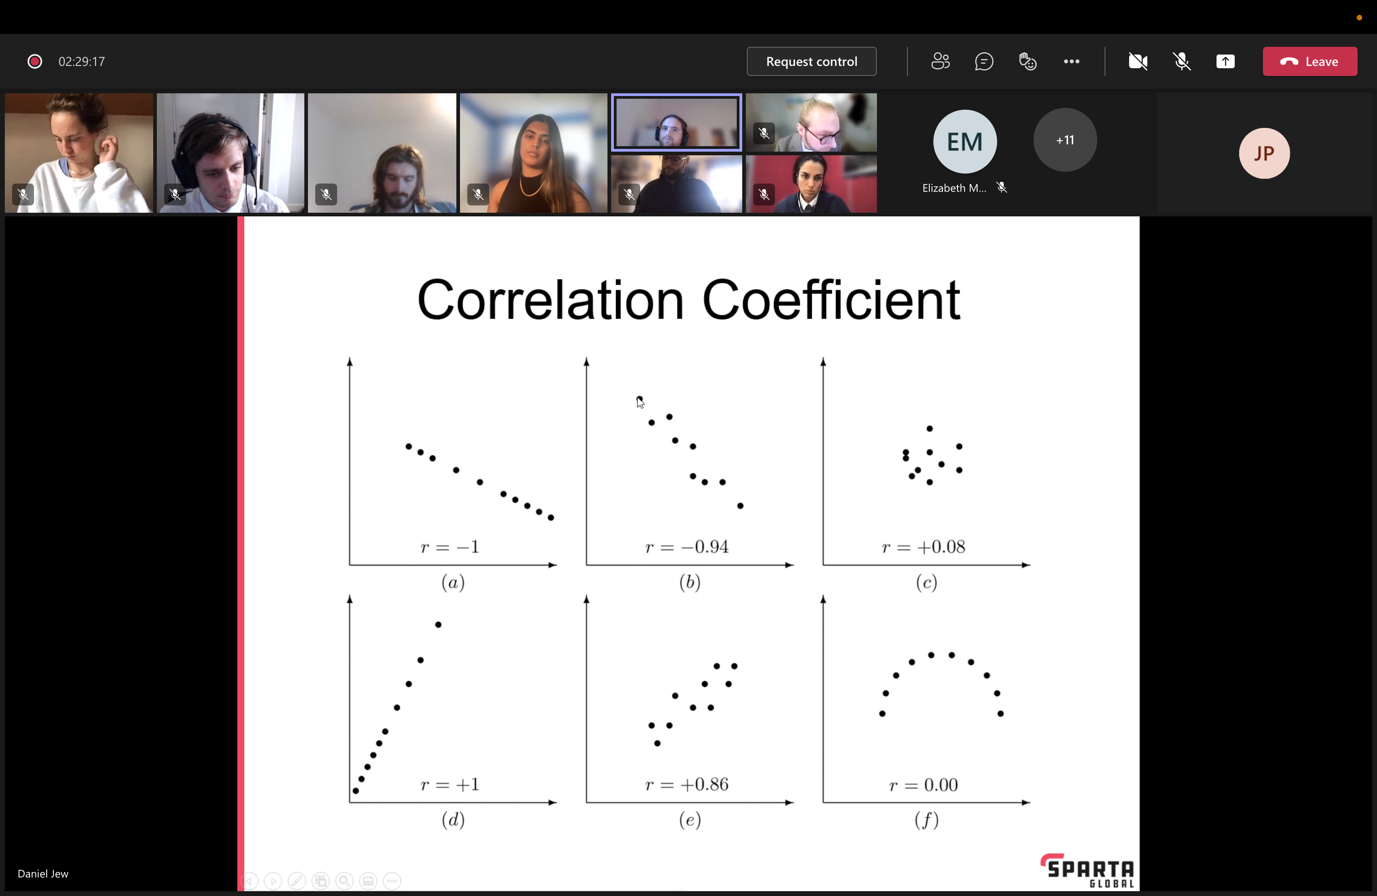 02:29:17
Request control
Leave
EM
+11
JP
Elizabeth M...
Correlation Coefficient
r = −1
r = −0.94
r = +0.08
(a)
(b)
(c)
r = +1
r = +0.86
r = 0.00
(d)
(e)
(f)
SPARTA
GLOBAL
Daniel Jew